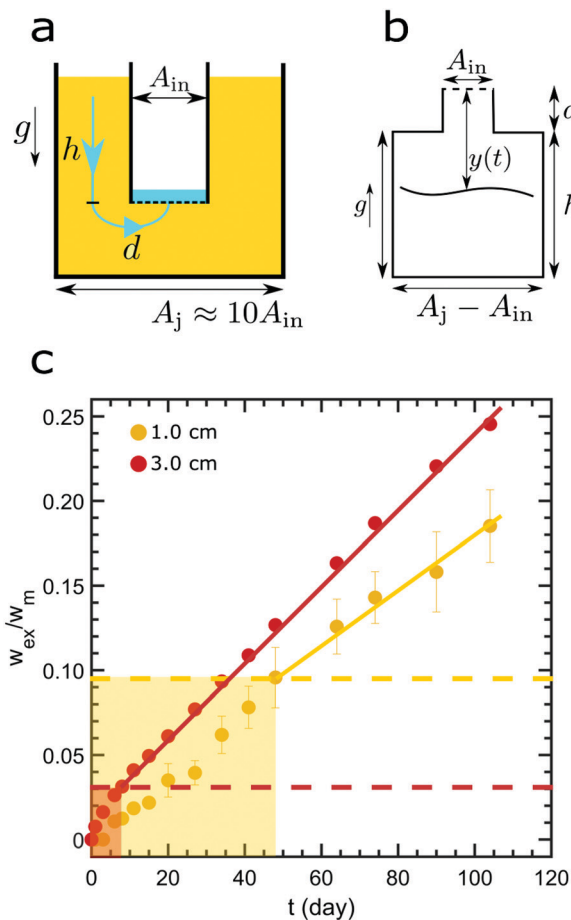 a
b
A_in
A_in
g
h
d
y(t)
g
h
A_j ≈ 10A_in
A_j − A_in
c
0.25
0.20
0.15
0.10
0.05
0
1.0 cm
3.0 cm
w_ex/w_m
0 20 40 60 80 100 120
t (day)